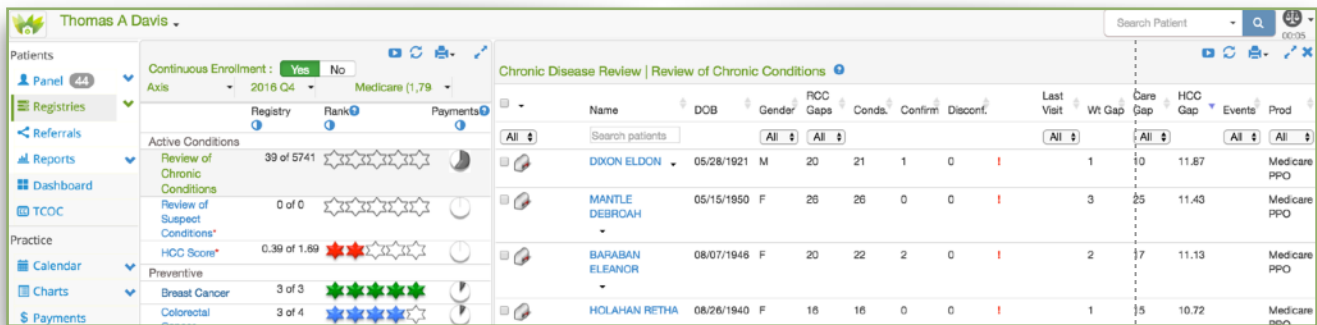 Thomas A Davis
Search Patient
00:05
Patients
Panel 44
Registries
Referrals
Reports
Dashboard
TCOC
Practice
Calendar
Charts
$ Payments
Continuous Enrollment : Yes No
Axis 2016 Q4 Medicare (1,79
Registry Rank Payments
Active Conditions
Review of Chronic Conditions 39 of 5741
Review of Suspect Conditions* 0 of 0
HCC Score* 0.39 of 1.69
Preventive
Breast Cancer 3 of 3
Colorectal 3 of 4
Chronic Disease Review | Review of Chronic Conditions
Name DOB Gender RCC Gaps Conds. Confirm Disconf. Last Visit Wt Gap Care Gap HCC Gap Events Prod
All Search patients All All All All All All
DIXON ELDON 05/28/1921 M 20 21 1 0 ! 1 10 11.87 Medicare PPO
MANTLE DEBROAH 05/15/1950 F 26 26 0 0 ! 3 25 11.43 Medicare PPO
BARABAN ELEANOR 08/07/1946 F 20 22 2 0 ! 2 17 11.13 Medicare PPO
HOLAHAN RETHA 08/26/1940 F 16 16 0 0 ! 1 15 10.72 Medicare